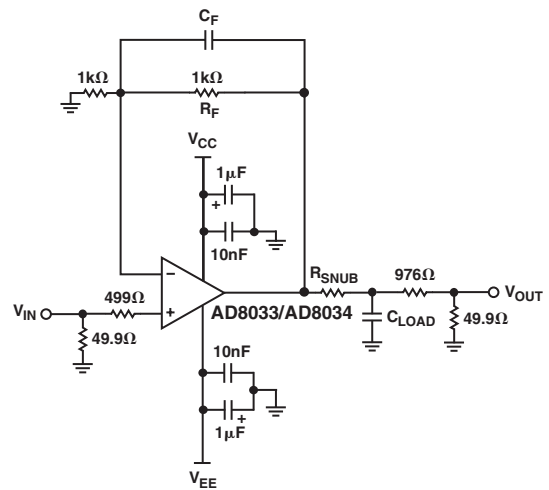 C_F
1kΩ
1kΩ
R_F
V_CC
1μF
+
10nF
R_SNUB
976Ω
499Ω
V_IN
V_OUT
−
+
AD8033/AD8034
49.9Ω
C_LOAD
49.9Ω
10nF
1μF
+
V_EE